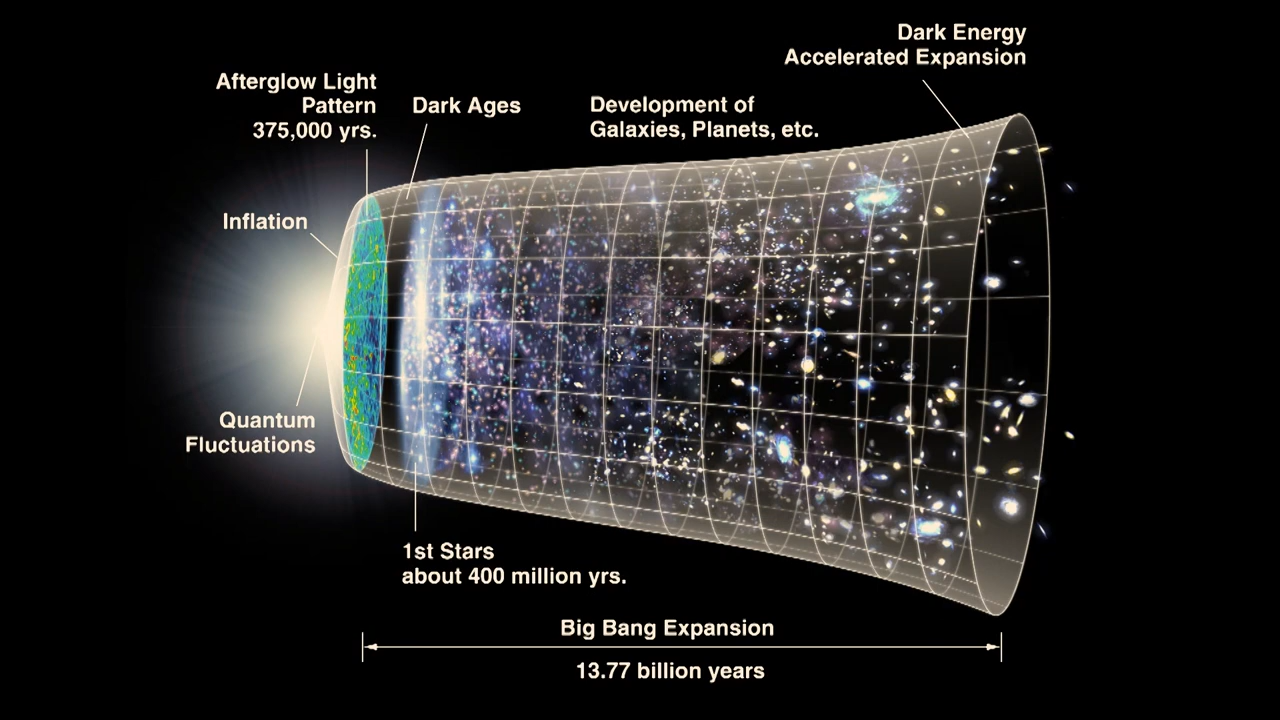 Dark Energy
Accelerated Expansion
Afterglow Light
Pattern
375,000 yrs.
Dark Ages
Development of
Galaxies, Planets, etc.
Inflation
Quantum
Fluctuations
1st Stars
about 400 million yrs.
Big Bang Expansion
13.77 billion years